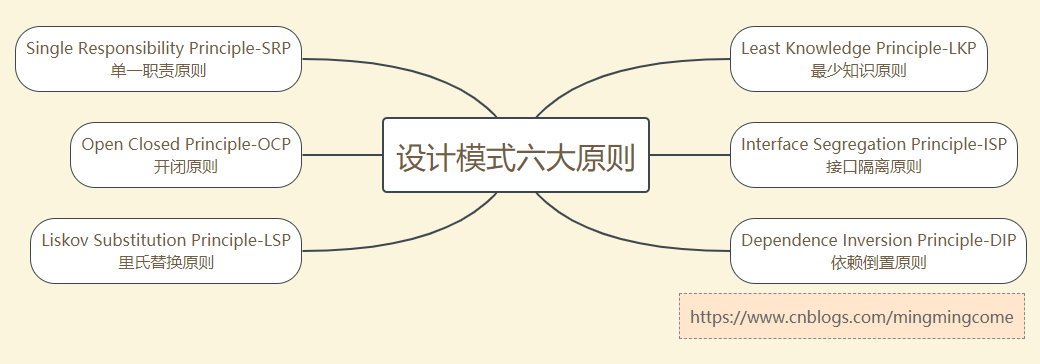 Single Responsibility Principle-SRP
单一职责原则
Open Closed Principle-OCP
开闭原则
Liskov Substitution Principle-LSP
里氏替换原则
设计模式六大原则
Least Knowledge Principle-LKP
最少知识原则
Interface Segregation Principle-ISP
接口隔离原则
Dependence Inversion Principle-DIP
依赖倒置原则
https://www.cnblogs.com/mingmingcome